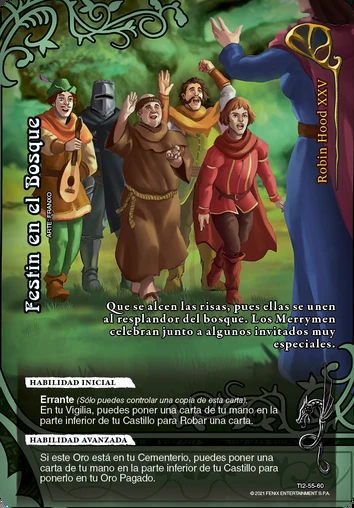 Festín en el Bosque
ARTE: FRANXO
Robin Hood XXV
Que se alcen las risas, pues ellas se unen
al resplandor del bosque. Los Merrymen
celebran junto a algunos invitados muy
especiales.
HABILIDAD INICIAL
Errante (Sólo puedes controlar una copia de esta carta).
En tu Vigilia, puedes poner una carta de tu mano en la
parte inferior de tu Castillo para Robar una carta.
HABILIDAD AVANZADA
Si este Oro está en tu Cementerio, puedes poner una
carta de tu mano en la parte inferior de tu Castillo para
ponerlo en tu Oro Pagado.
T12-55-60
©2021 FENIX ENTERTAINMENT S.P.A.